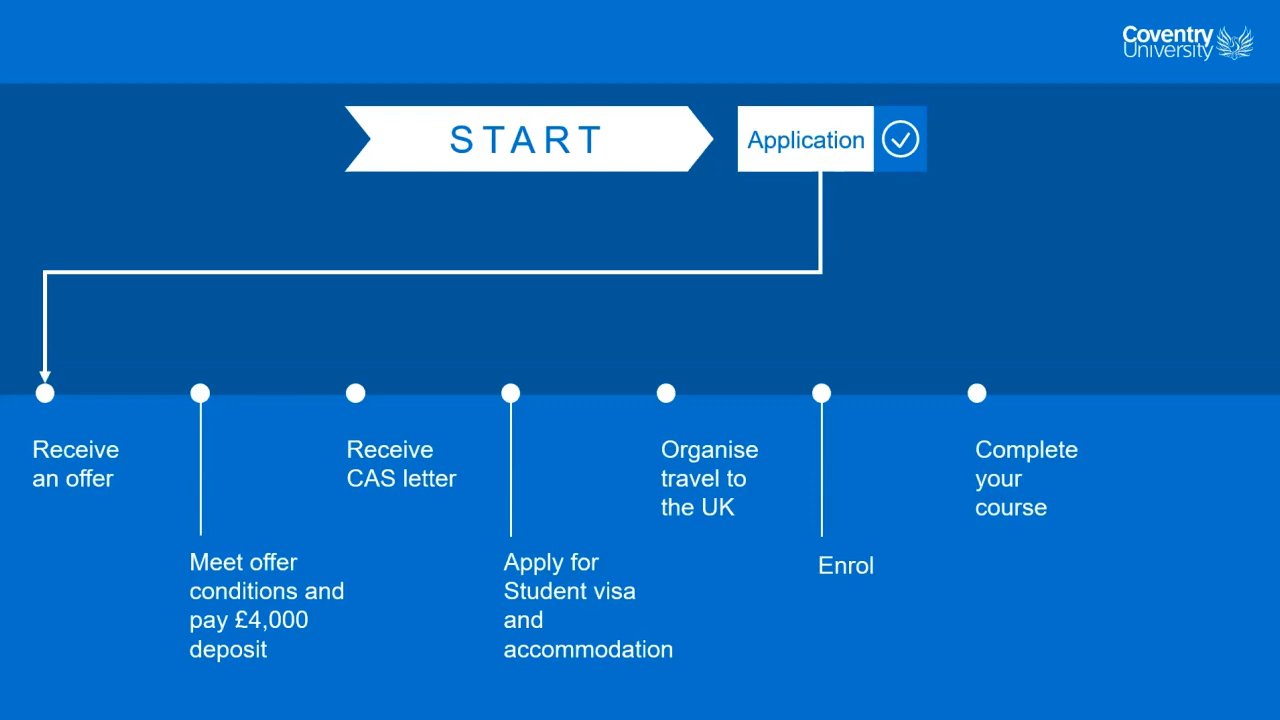 Coventry
University
START
Application
Receive
an offer
Meet offer
conditions and
pay £4,000
deposit
Receive
CAS letter
Apply for
Student visa
and
accommodation
Organise
travel to
the UK
Enrol
Complete
your
course